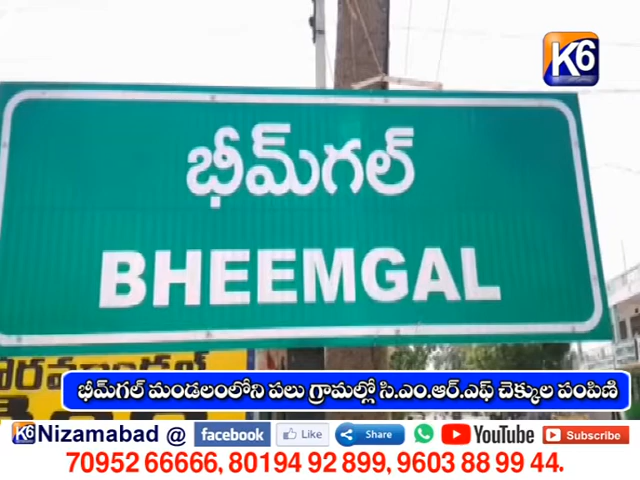 K6
భీమ్‌గల్
BHEEMGAL
భీమ్‌గల్ మండలంలోని పలు గ్రామల్లో సి.ఎం.ఆర్.ఎఫ్ చెక్కుల పంపిణి
K6 Nizamabad @ facebook Like Share YouTube Subscribe
70952 66666, 80194 92 899, 9603 88 99 44.